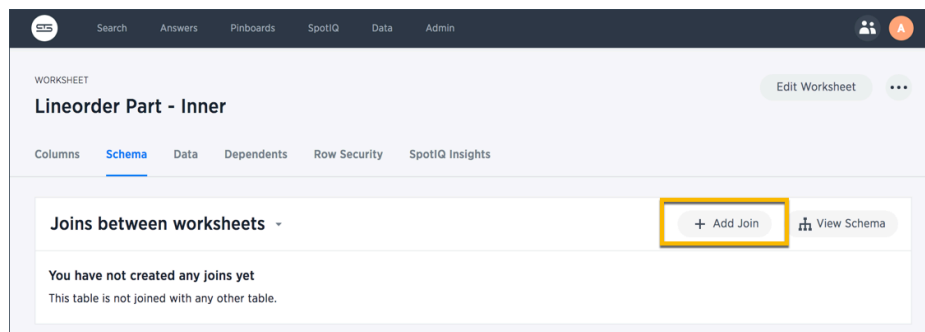 Search Answers Pinboards SpotIQ Data Admin
A
WORKSHEET
Lineorder Part - Inner
Edit Worksheet
Columns Schema Data Dependents Row Security SpotIQ Insights
Joins between worksheets
+ Add Join
View Schema
You have not created any joins yet
This table is not joined with any other table.